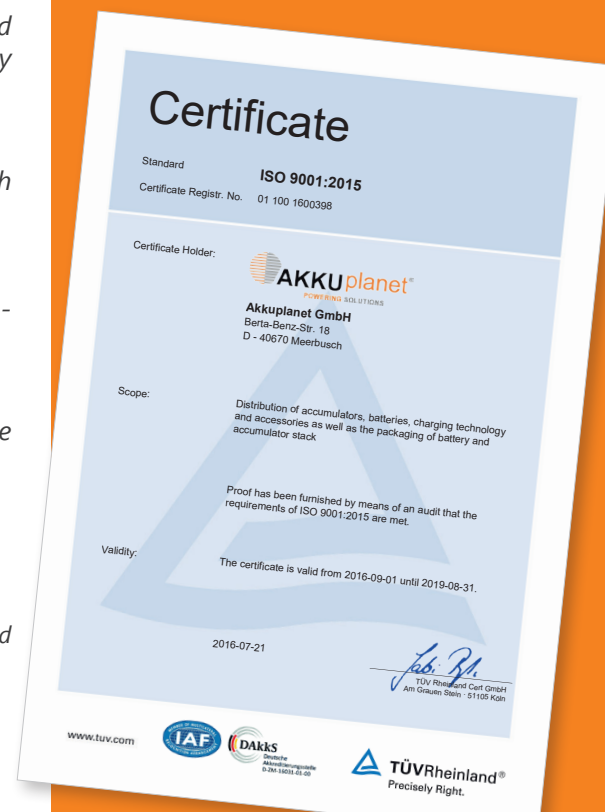 d
y
h
-
e
d
Certificate
Standard ISO 9001:2015
Certificate Registr. No. 01 100 1600398
Certificate Holder:
AKKUplanet®
POWERING SOLUTIONS
Akkuplanet GmbH
Berta-Benz-Str. 18
D - 40670 Meerbusch
Scope:
Distribution of accumulators, batteries, charging technology
and accessories as well as the packaging of battery and
accumulator stack
Proof has been furnished by means of an audit that the
requirements of ISO 9001:2015 are met.
Validity:
The certificate is valid from 2016-09-01 until 2019-08-31.
2016-07-21
TÜV Rheinland Cert GmbH
Am Grauen Stein · 51105 Köln
www.tuv.com
IAF
DAkkS
Deutsche
Akkreditierungsstelle
D-ZM-16031-01-00
TÜVRheinland®
Precisely Right.